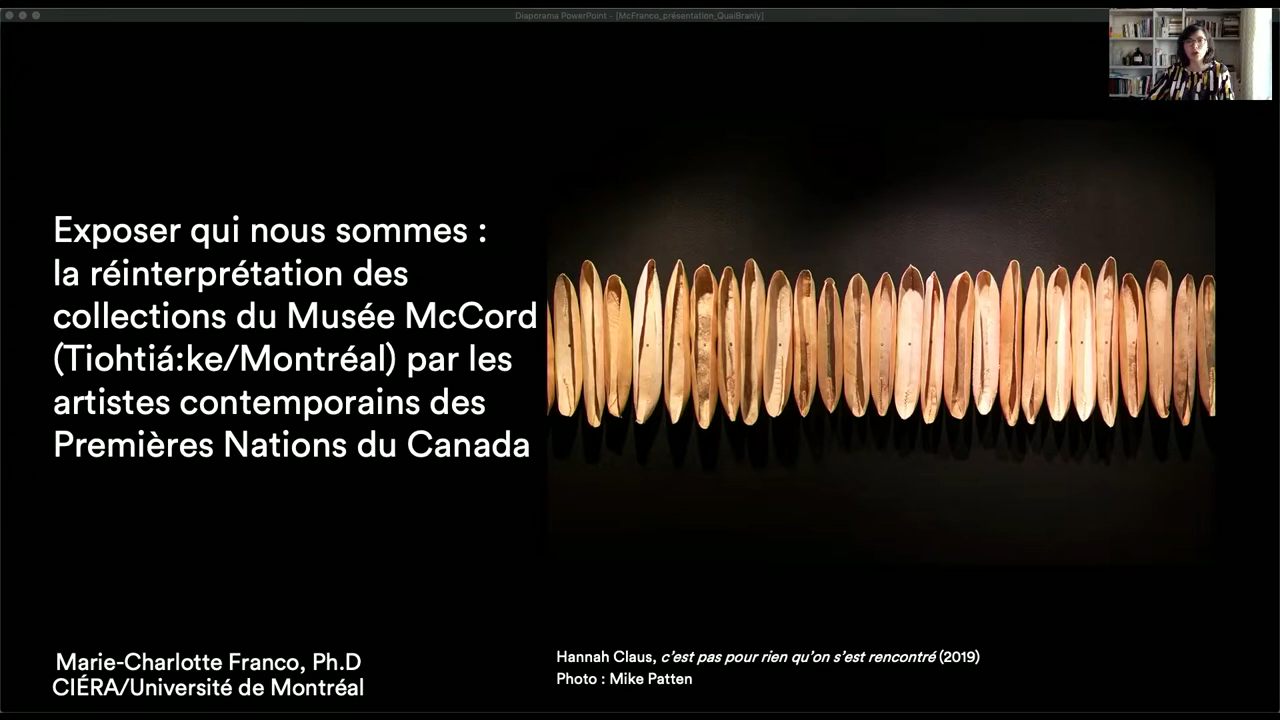 Diaporama PowerPoint - [McFranco_présentation_QuaiBranly]
Exposer qui nous sommes :
la réinterprétation des
collections du Musée McCord
(Tiohtiá:ke/Montréal) par les
artistes contemporains des
Premières Nations du Canada
Marie-Charlotte Franco, Ph.D
CIÉRA/Université de Montréal
Hannah Claus, c'est pas pour rien qu'on s'est rencontré (2019)
Photo : Mike Patten